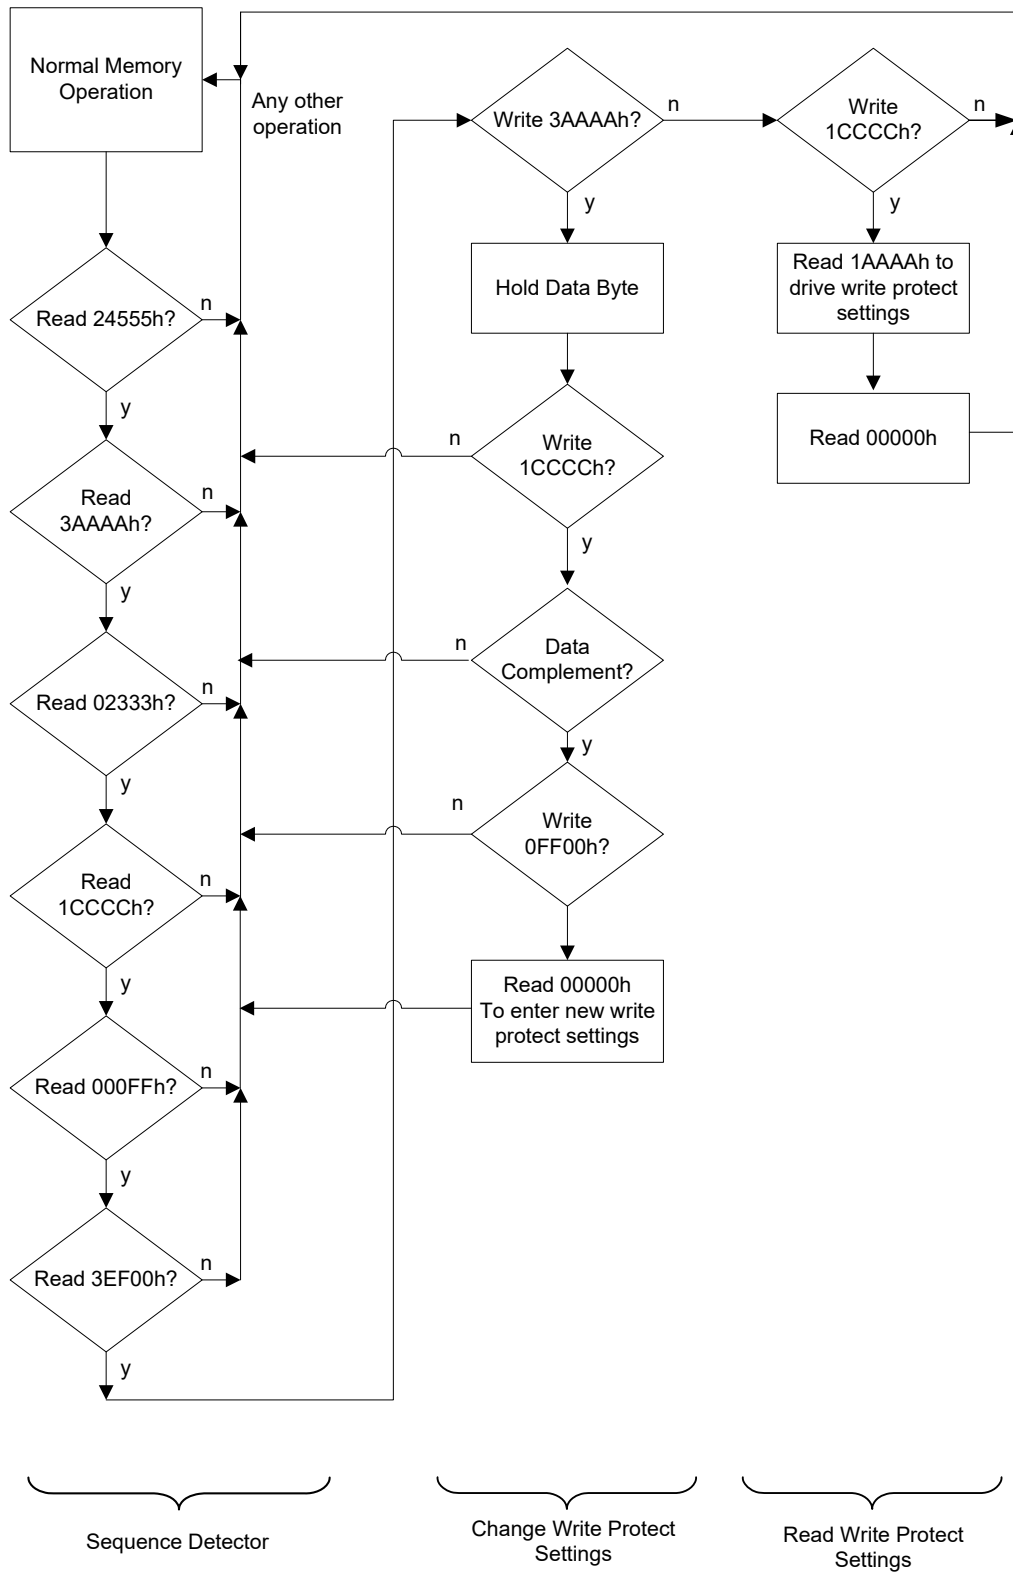 Normal Memory
Operation
Any other
operation
Read 24555h?
n
y
Read
3AAAAh?
n
y
Read 02333h?
n
y
Read
1CCCCh?
n
y
Read 000FFh?
n
y
Read 3EF00h?
n
y
Write 3AAAAh?
n
y
Hold Data Byte
Write
1CCCCh?
n
y
Data
Complement?
n
y
Write
0FF00h?
n
Read 00000h
To enter new write
protect settings
Write
1CCCCh?
n
y
Read 1AAAAh to
drive write protect
settings
Read 00000h
Sequence Detector
Change Write Protect
Settings
Read Write Protect
Settings